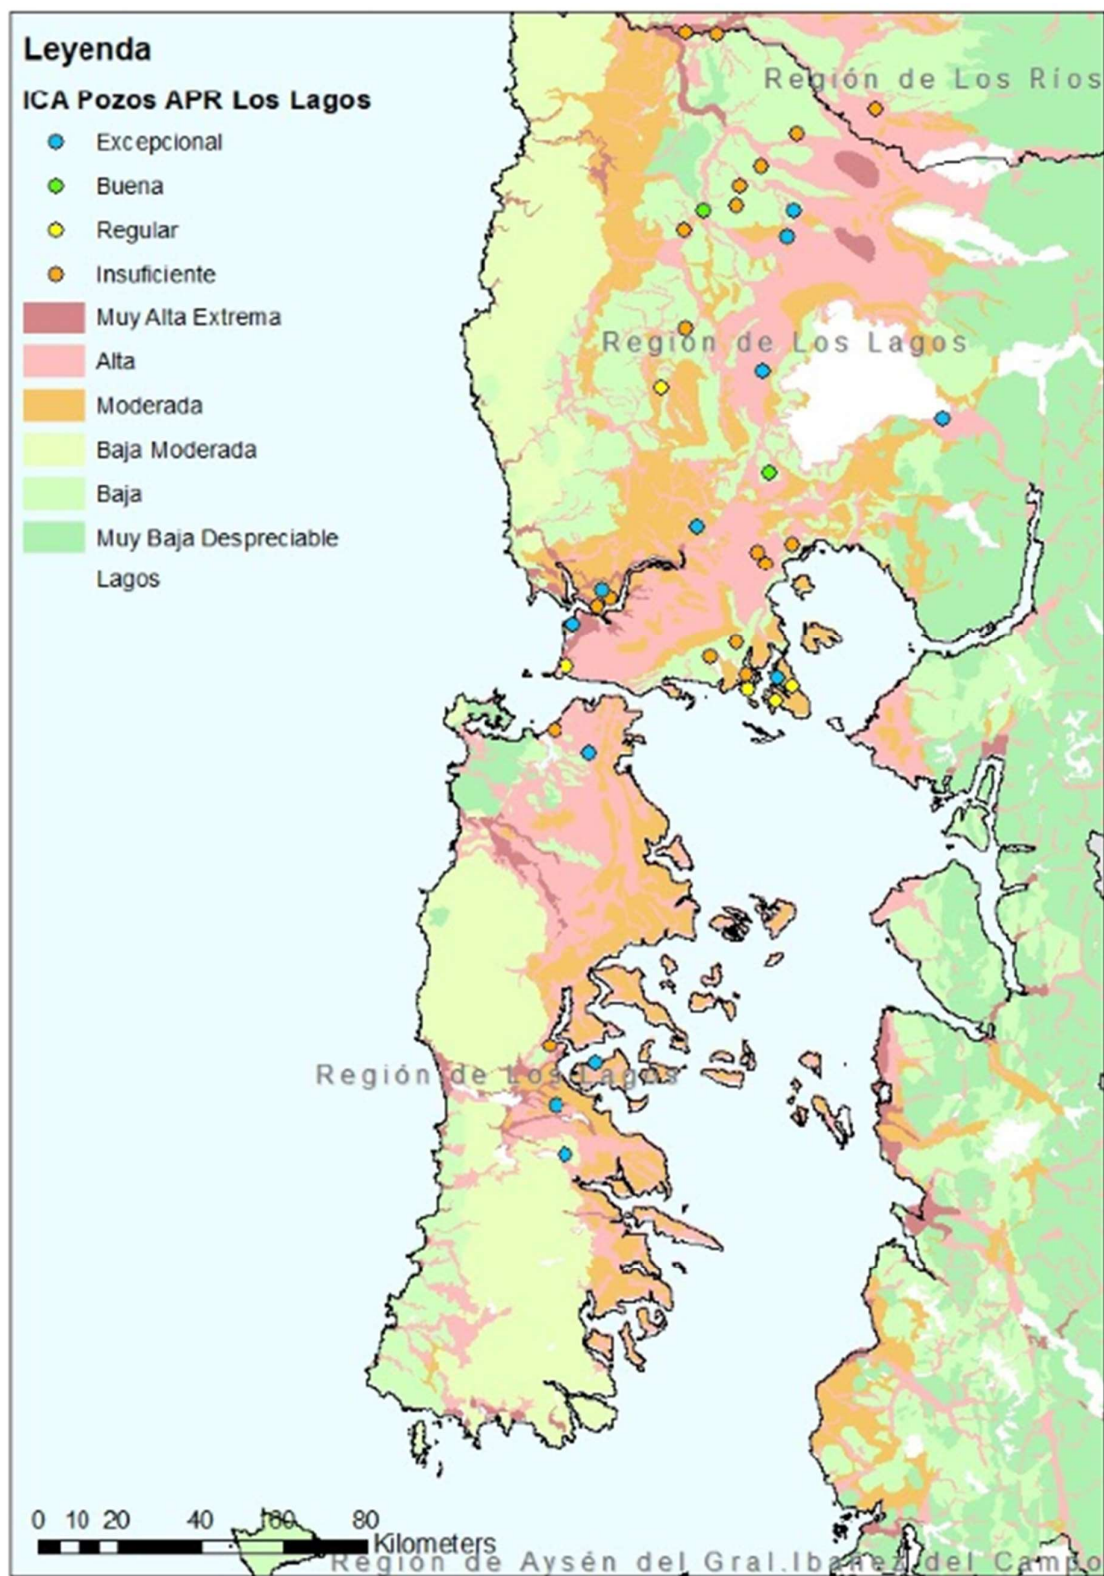 Leyenda
ICA Pozos APR Los Lagos
Excepcional
Buena
Regular
Insuficiente
Muy Alta Extrema
Alta
Moderada
Baja Moderada
Baja
Muy Baja Despreciable
Lagos
Región de Los Ríos
Región de Los Lagos
Región de Los Lagos
0 10 20 40 60 80
Kilometers
Región de Aysén del Gral.Ibanez del Campo